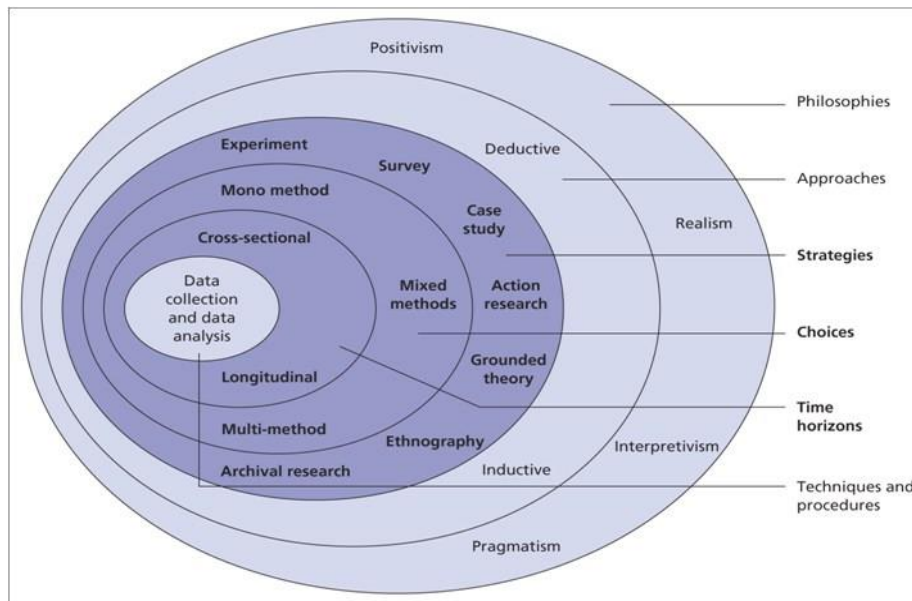 Positivism
Philosophies
Deductive
Approaches
Realism
Experiment
Survey
Mono method
Case
study
Strategies
Cross-sectional
Data
collection
and data
analysis
Mixed
methods
Action
research
Choices
Longitudinal
Grounded
theory
Time
horizons
Multi-method
Ethnography
Interpretivism
Archival research
Inductive
Techniques and
procedures
Pragmatism